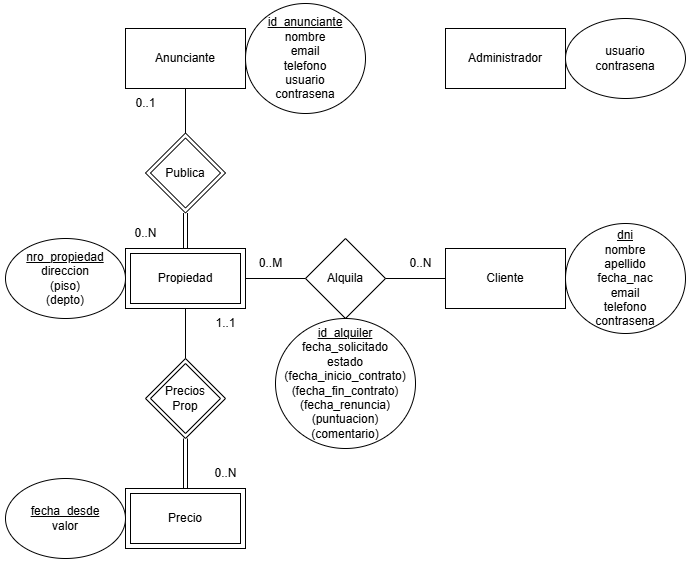 Anunciante
id_anunciante
nombre
email
telefono
usuario
contrasena
Administrador
usuario
contrasena
0..1
Publica
0..N
nro_propiedad
direccion
(piso)
(depto)
Propiedad
0..M
Alquila
0..N
Cliente
dni
nombre
apellido
fecha_nac
email
telefono
contrasena
1..1
id_alquiler
fecha_solicitado
estado
(fecha_inicio_contrato)
(fecha_fin_contrato)
(fecha_renuncia)
(puntuacion)
(comentario)
Precios
Prop
0..N
fecha_desde
valor
Precio